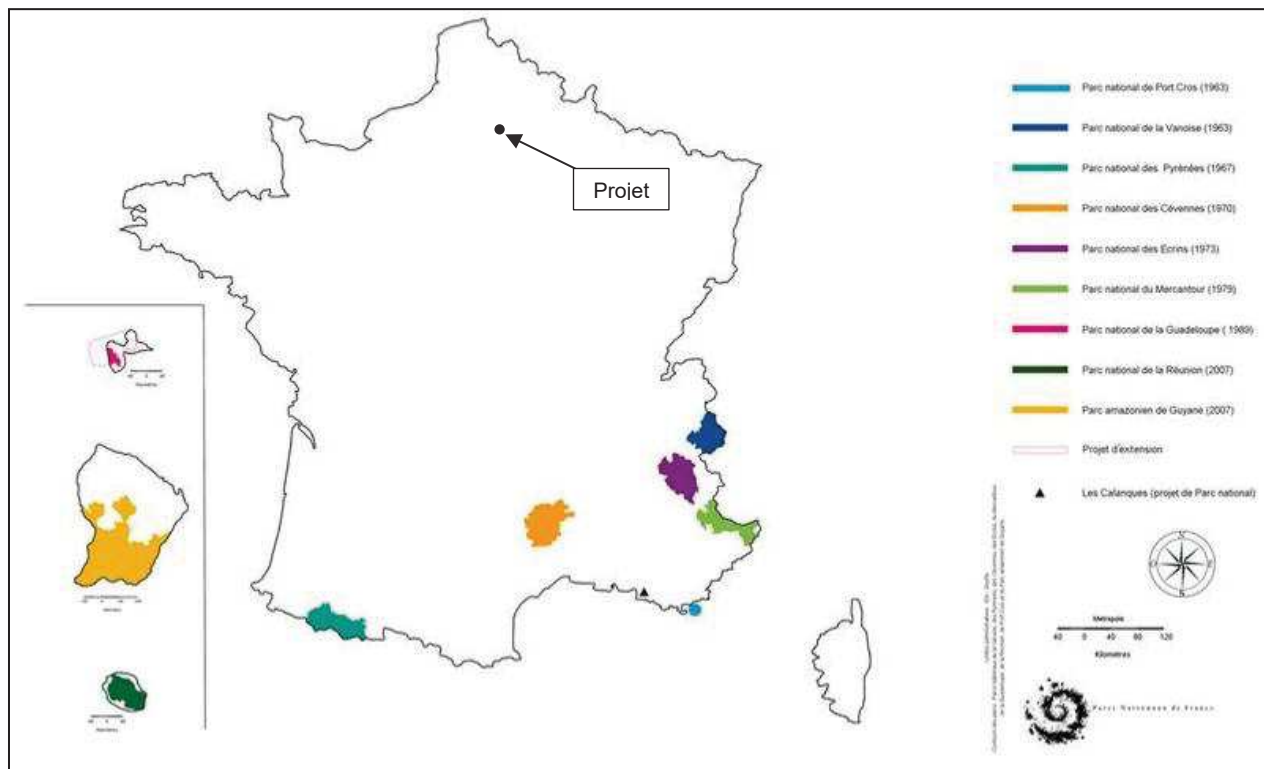 Projet
Parc national de Port Cros (1963)
Parc national de la Vanoise (1963)
Parc national des Pyrénées (1967)
Parc national des Cévennes (1970)
Parc national des Ecrins (1973)
Parc national du Mercantour (1979)
Parc national de la Guadeloupe ( 1989)
Parc national de la Réunion (2007)
Parc amazonien de Guyane (2007)
Projet d'extension
Les Calanques (projet de Parc national)
S
Métropole
40 0 40 80 120
Kilomètres
Parcs Nationaux de France